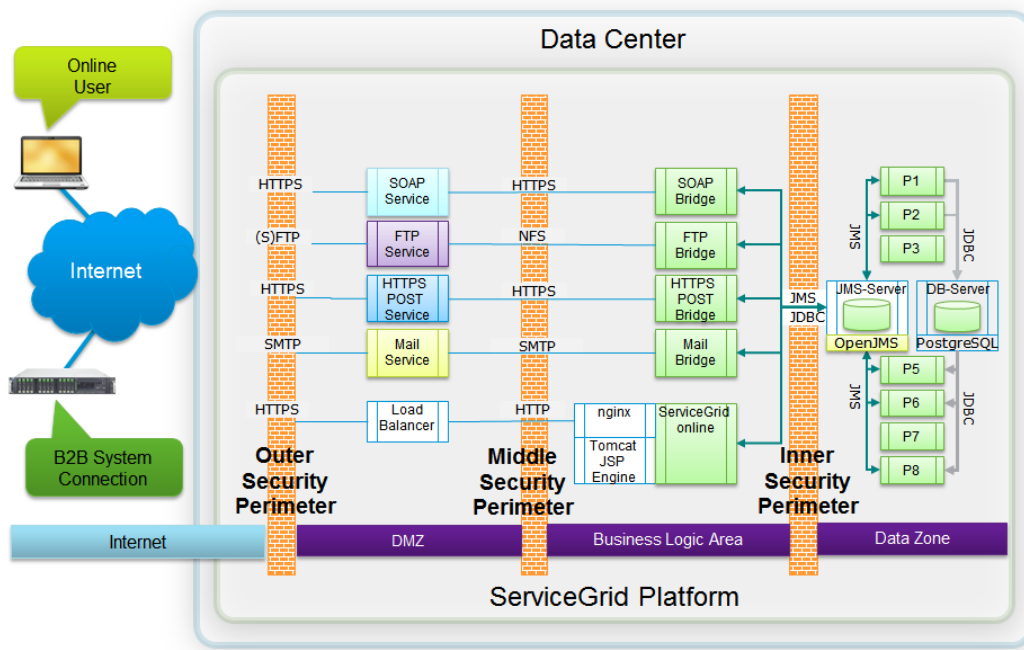 Data Center
Online
User
Internet
B2B System
Connection
HTTPS
SOAP
Service
HTTPS
SOAP
Bridge
(S)FTP
FTP
Service
NFS
FTP
Bridge
HTTPS
HTTPS
POST
Service
HTTPS
HTTPS
POST
Bridge
SMTP
Mail
Service
SMTP
Mail
Bridge
HTTPS
Load
Balancer
HTTP
nginx
Tomcat
JSP
Engine
ServiceGrid
online
JMS
JDBC
P1
P2
P3
JMS
JDBC
JMS-Server
OpenJMS
DB-Server
PostgreSQL
P5
P6
P7
P8
JMS
JDBC
Outer
Security
Perimeter
Middle
Security
Perimeter
Inner
Security
Perimeter
Internet
DMZ
Business Logic Area
Data Zone
ServiceGrid Platform